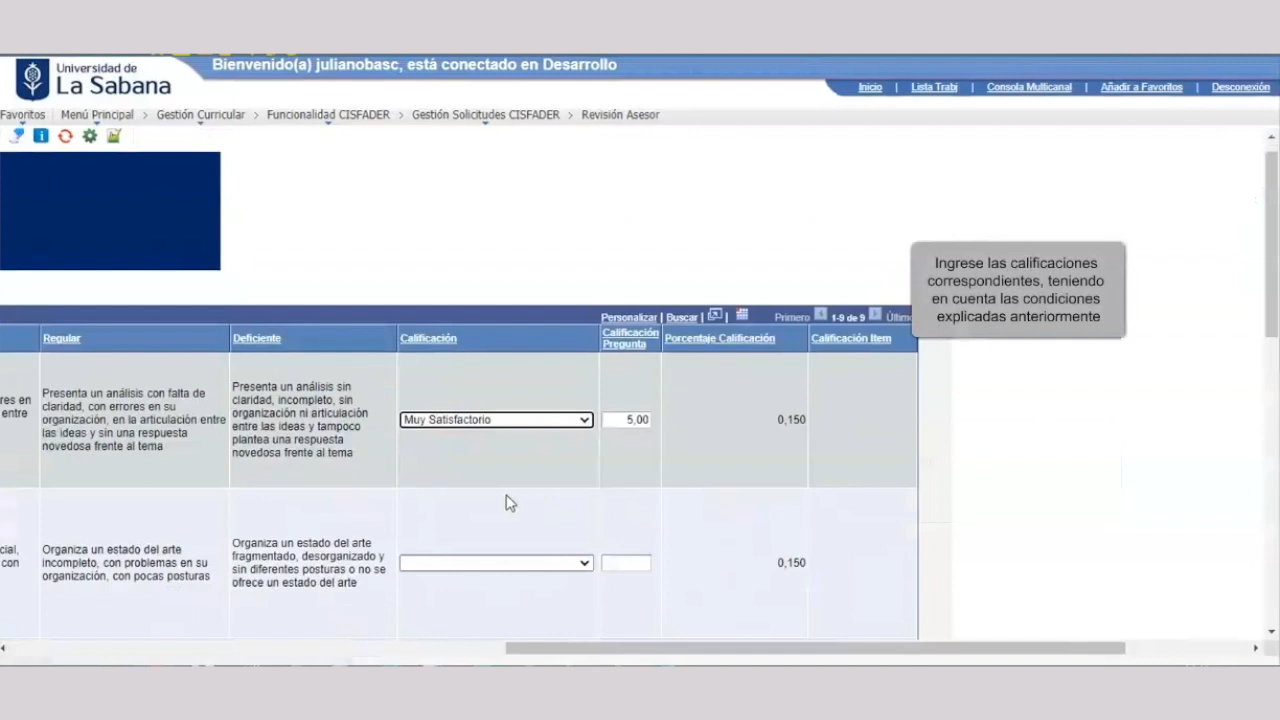 Universidad de
La Sabana
Bienvenido(a) julianobasc, está conectado en Desarrollo
Inicio | Lista Trabj | Consola Multicanal | Añadir a Favoritos | Desconexión
Favoritos Menú Principal > Gestión Curricular > Funcionalidad CISFADER > Gestión Solicitudes CISFADER > Revisión Asesor
Ingrese las calificaciones
correspondientes, teniendo
en cuenta las condiciones
explicadas anteriormente
Personalizar | Buscar | | Primero 1-9 de 9 Último
Regular
Deficiente
Calificación
Calificación
Pregunta
Porcentaje Calificación
Calificación Item
res en
entre
Presenta un análisis con falta de
claridad, con errores en su
organización, en la articulación entre
las ideas y sin una respuesta
novedosa frente al tema
Presenta un análisis sin
claridad, incompleto, sin
organización ni articulación
entre las ideas y tampoco
plantea una respuesta
novedosa frente al tema
Muy Satisfactorio
5,00
0,150
cial,
con
Organiza un estado del arte
incompleto, con problemas en su
organización, con pocas posturas
Organiza un estado del arte
fragmentado, desorganizado y
sin diferentes posturas o no se
ofrece un estado del arte
0,150